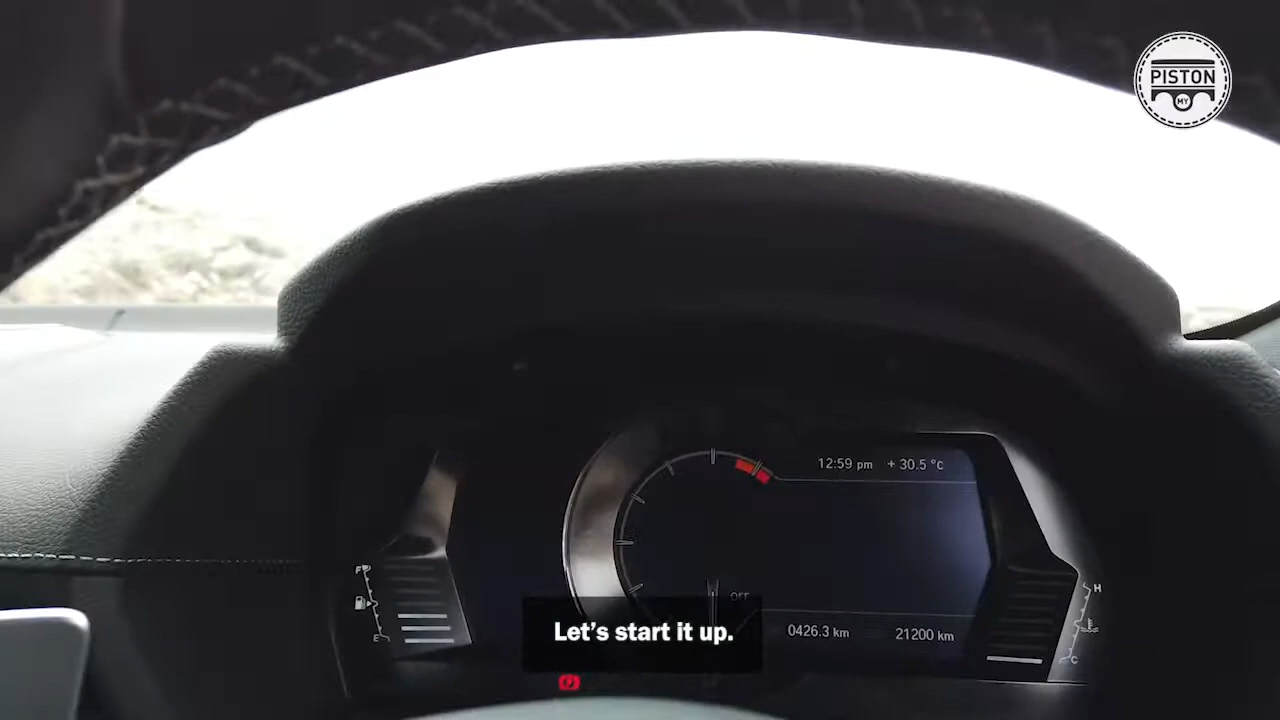 PISTON
MY
12:59 pm + 30.5 °C
F
E
OFF
H
C
Let's start it up.
0426.3 km 21200 km